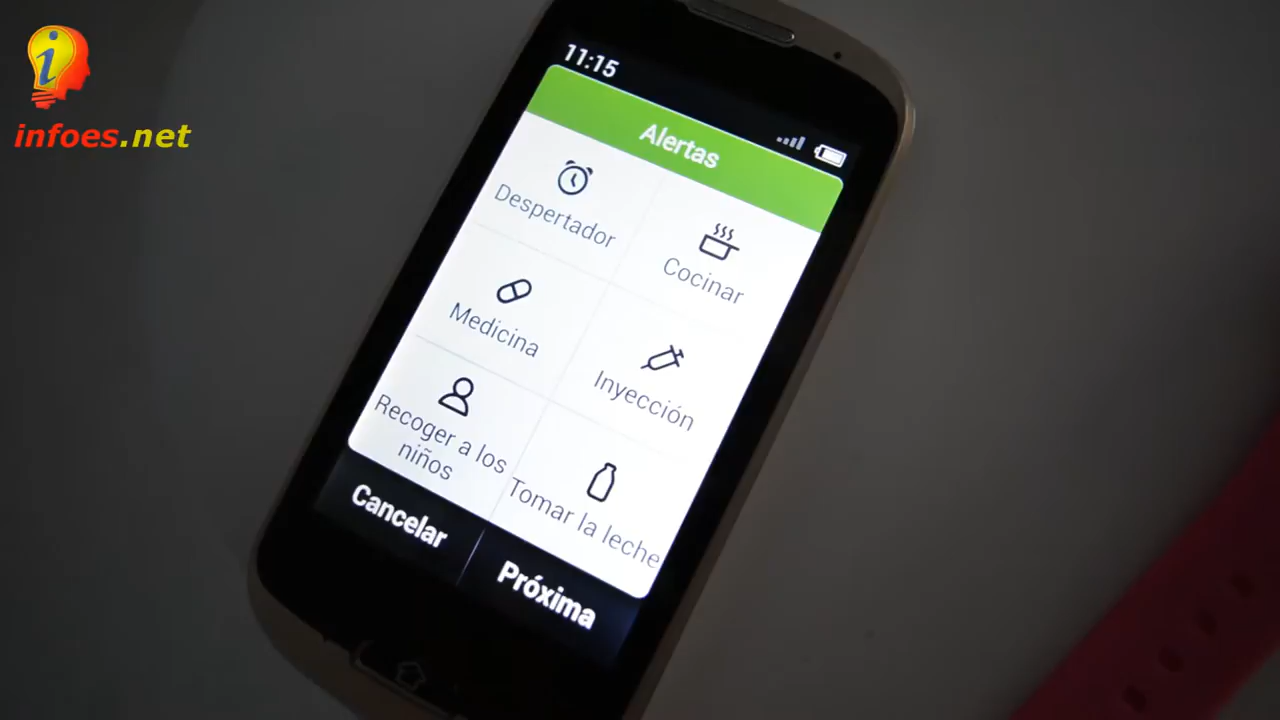 infoes.net
11:15
Alertas
Despertador
Cocinar
Medicina
Inyección
Recoger a los
niños
Tomar la leche
Cancelar
Próxima